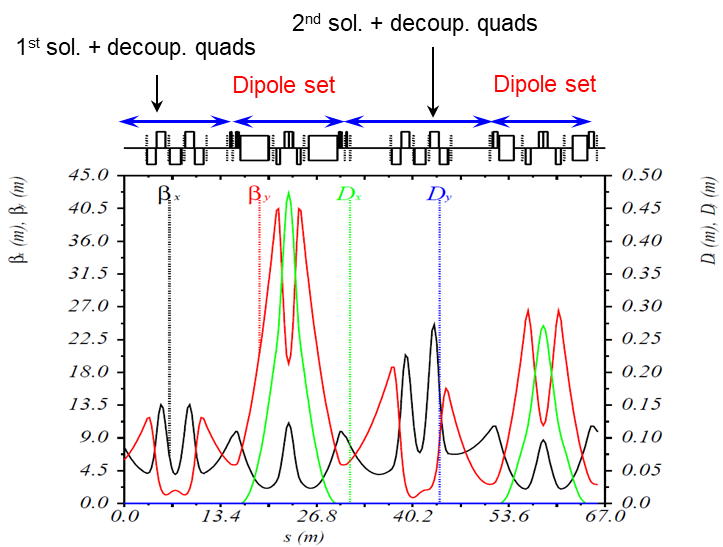 2nd sol. + decoup. quads
1st sol. + decoup. quads
Dipole set
Dipole set
45.0
40.5
36.0
31.5
27.0
22.5
18.0
13.5
9.0
4.5
0.0
βx (m), βy (m)
βx
βy
Dx
Dy
0.50
0.45
0.40
0.35
0.30
0.25
0.20
0.15
0.10
0.05
0.0
D (m), D (m)
0.0 13.4 26.8 40.2 53.6 67.0
s (m)